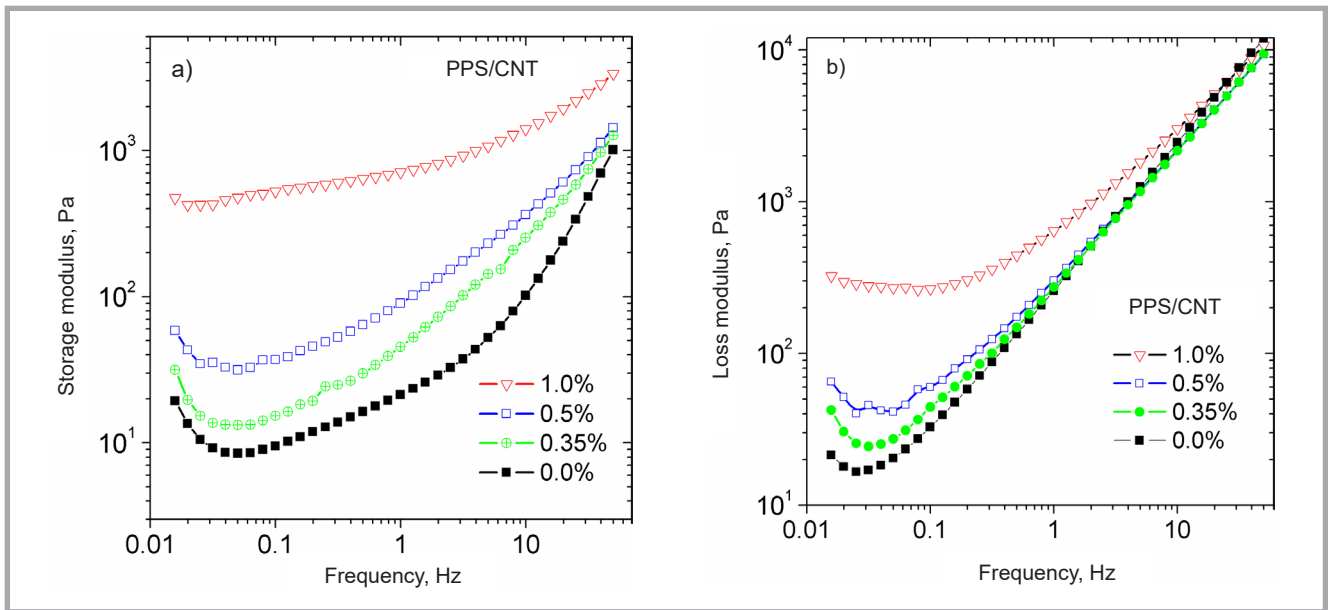 a)
PPS/CNT
Storage modulus, Pa
10³
10²
10¹
1.0%
0.5%
0.35%
0.0%
0.01
0.1
1
10
Frequency, Hz
b)
Loss modulus, Pa
10⁴
10³
10²
10¹
PPS/CNT
1.0%
0.5%
0.35%
0.0%
0.01
0.1
1
10
Frequency, Hz